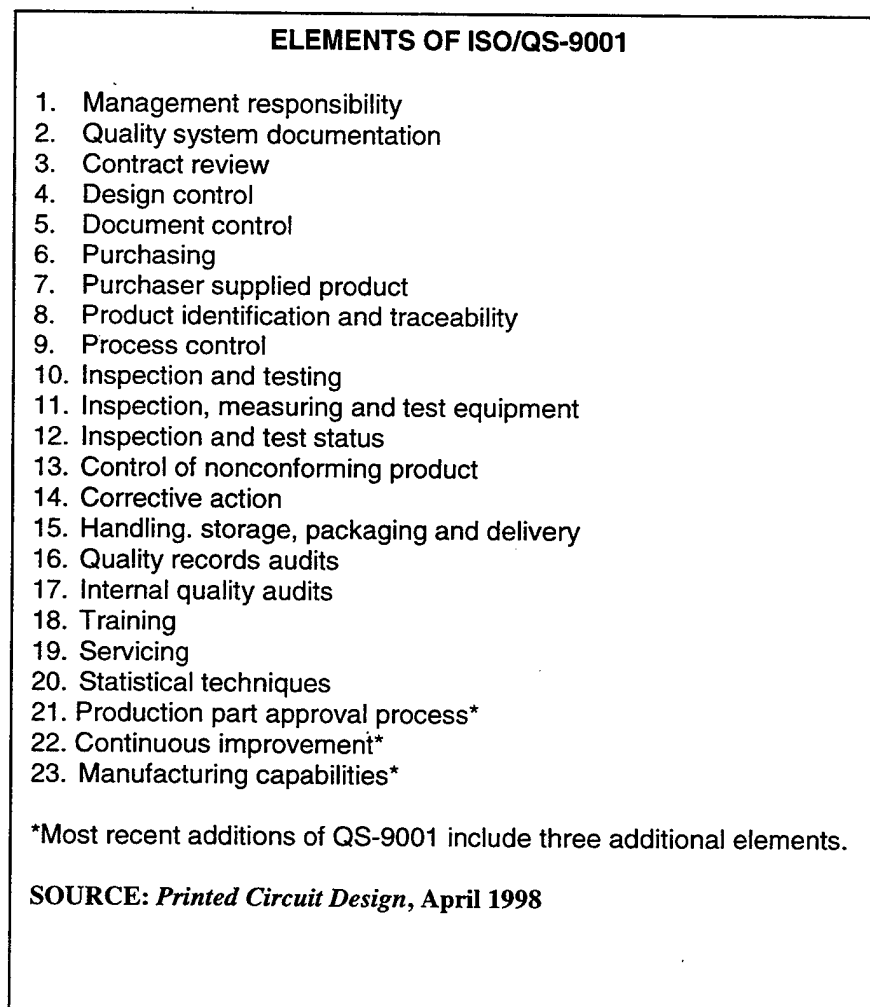 ELEMENTS OF ISO/QS-9001
1. Management responsibility
2. Quality system documentation
3. Contract review
4. Design control
5. Document control
6. Purchasing
7. Purchaser supplied product
8. Product identification and traceability
9. Process control
10. Inspection and testing
11. Inspection, measuring and test equipment
12. Inspection and test status
13. Control of nonconforming product
14. Corrective action
15. Handling. storage, packaging and delivery
16. Quality records audits
17. Internal quality audits
18. Training
19. Servicing
20. Statistical techniques
21. Production part approval process*
22. Continuous improvement*
23. Manufacturing capabilities*
*Most recent additions of QS-9001 include three additional elements.
SOURCE: Printed Circuit Design, April 1998